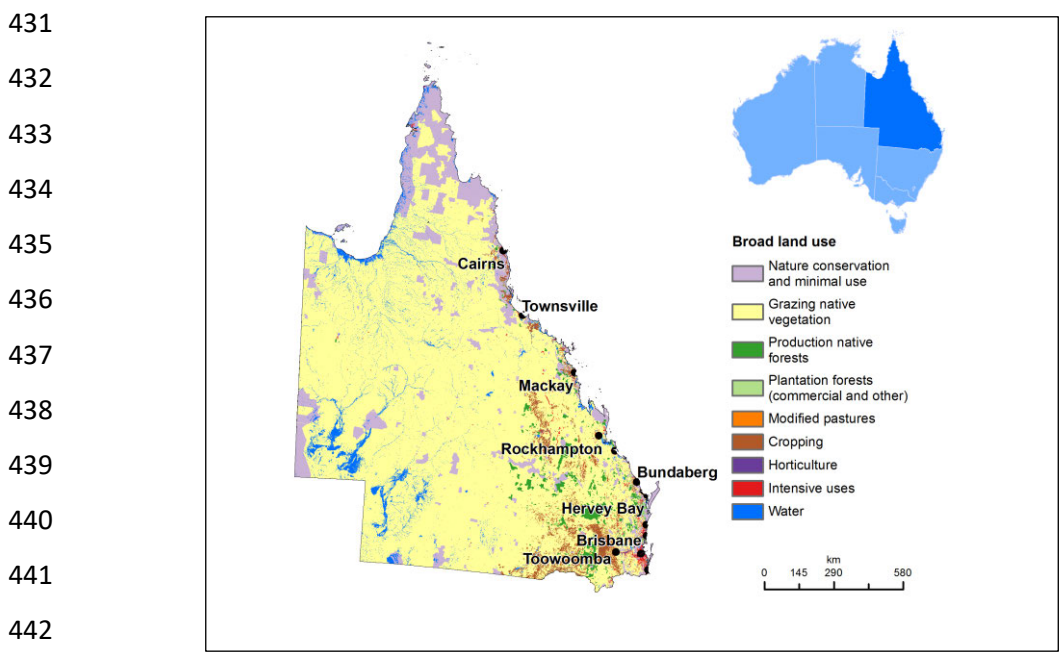 431
432
433
434
435
436
437
438
439
440
441
442
Cairns
Townsville
Mackay
Rockhampton
Bundaberg
Hervey Bay
Brisbane
Toowoomba
Broad land use
Nature conservation
and minimal use
Grazing native
vegetation
Production native
forests
Plantation forests
(commercial and other)
Modified pastures
Cropping
Horticulture
Intensive uses
Water
km
0 145 290 580